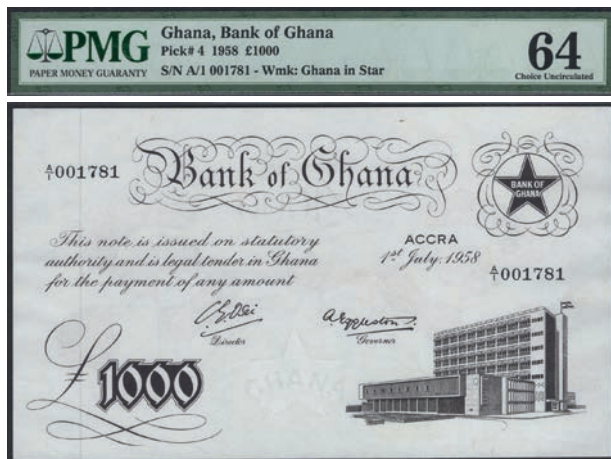 PMG
PAPER MONEY GUARANTY
Ghana, Bank of Ghana
Pick# 4 1958 £1000
S/N A/1 001781 - Wmk: Ghana in Star
64
Choice Uncirculated
A/1 001781
Bank of Ghana
BANK OF
GHANA
This note is issued on statutory
authority and is legal tender in Ghana
for the payment of any amount
ACCRA
1st July. 1958
A/1 001781
Director
Governor
£1000
GHANA